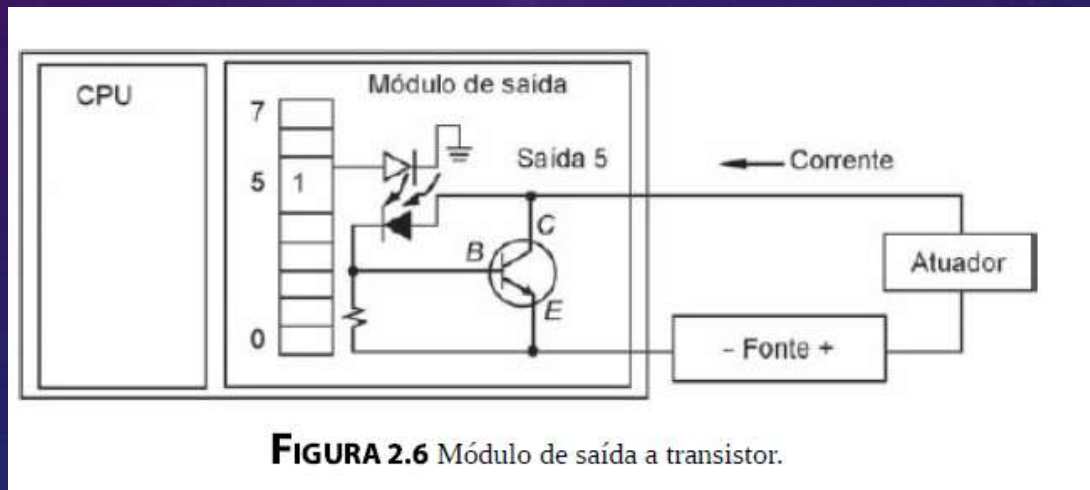 CPU
Módulo de saída
7
5
1
0
Saída 5
Corrente
B
C
E
Atuador
- Fonte +
FIGURA 2.6 Módulo de saída a transistor.